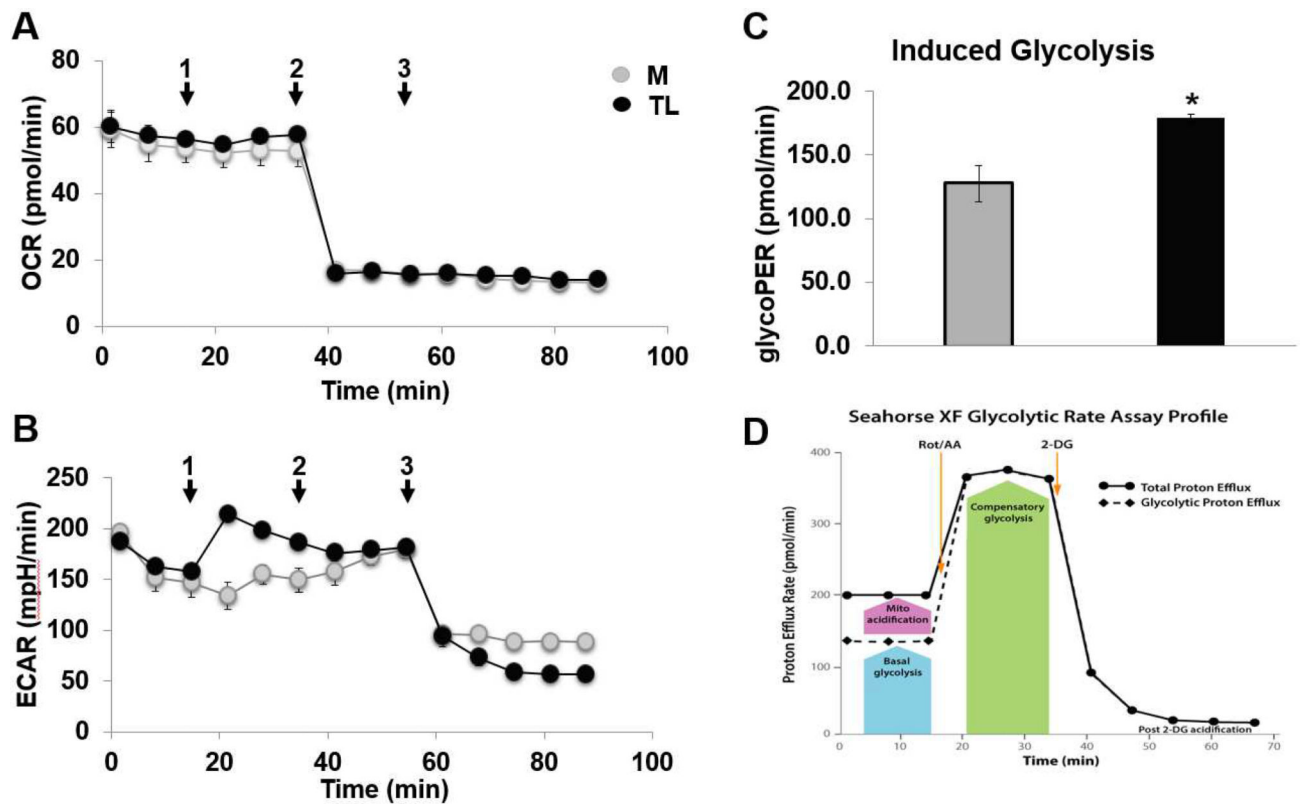 A
OCR (pmol/min)
80
60
40
20
0
1
2
3
M
TL
0
20
40
60
80
100
Time (min)
B
ECAR (mpH/min)
250
200
150
100
50
0
1
2
3
0
20
40
60
80
100
Time (min)
C
Induced Glycolysis
glycoPER (pmol/min)
200.0
150.0
100.0
50.0
0.0
*
D
Seahorse XF Glycolytic Rate Assay Profile
Rot/AA
2-DG
Total Proton Efflux
Glycolytic Proton Efflux
Proton Efflux Rate (pmol/min)
400
300
200
100
0
Compensatory
glycolysis
Mito
acidification
Basal
glycolysis
Post 2-DG acidification
0
10
20
30
40
50
60
70
Time (min)